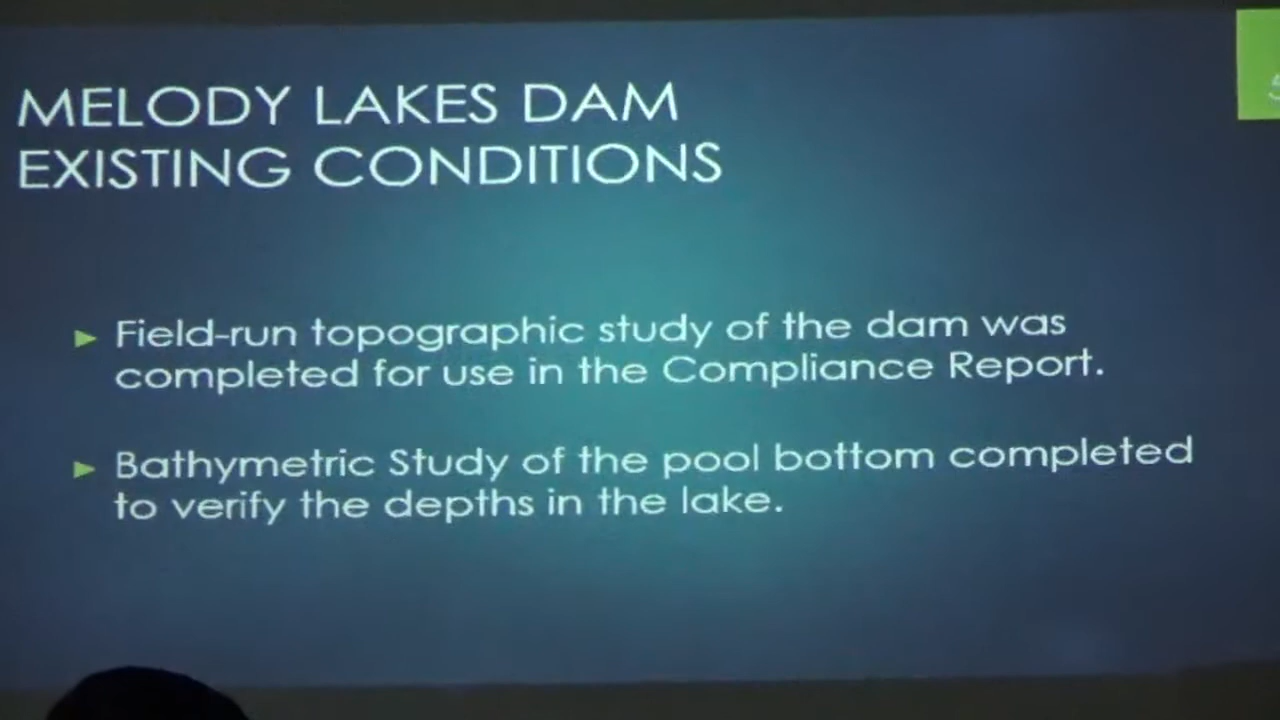 MELODY LAKES DAM
EXISTING CONDITIONS
Field-run topographic study of the dam was
completed for use in the Compliance Report.
Bathymetric Study of the pool bottom completed
to verify the depths in the lake.